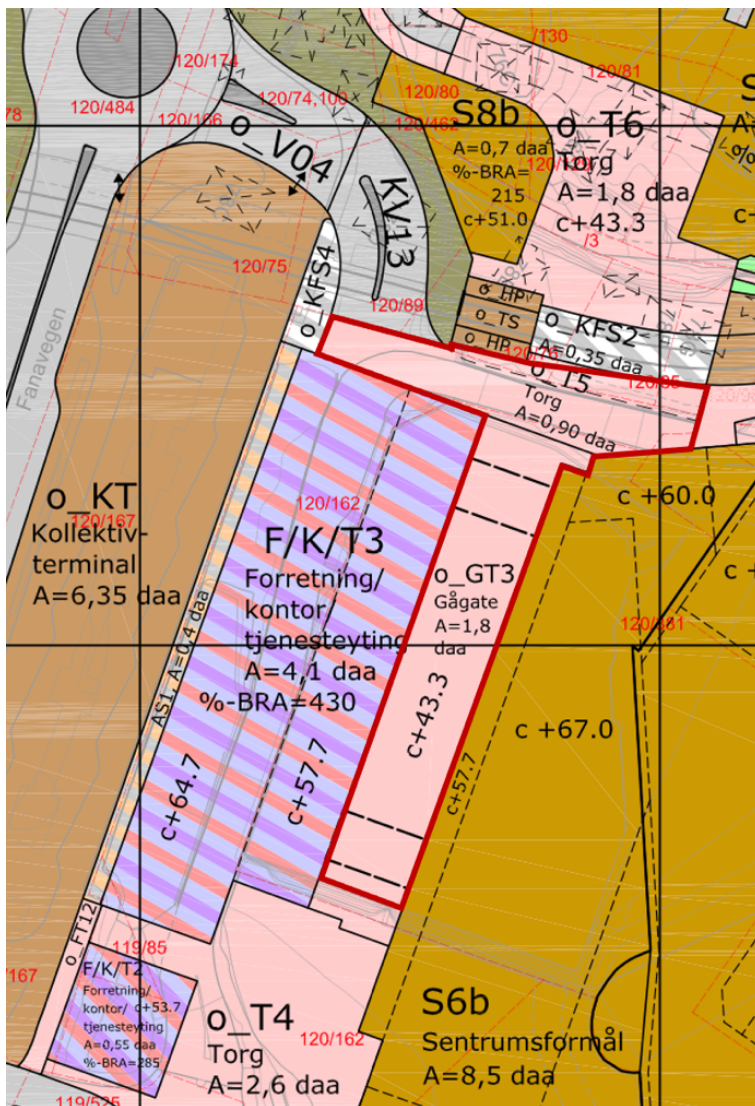 /130
120/174
120/81
120/484
120/74,100
120/80
S8b
120/106
o_V04
120/462
o_T6
A=0,7 daa
Torg
%-BRA=
215
A=1,8 daa
c+51.0
c+43.3
KV13
/3
120/75
o_KFS4
120/89
o_HP
o_TS
o_HP
o_KFS2
A=0,35 daa
120/76
o_T5
Torg
A=0,90 daa
Fanavegen
o_KT
Kollektiv-
terminal
A=6,35 daa
120/167
120/162
F/K/T3
Forretning/
kontor/
tjenesteyting
A=4,1 daa
%-BRA=430
AS1, A=0,4 daa
c+64.7
c+57.7
o_GT3
Gågate
A=1,8
daa
c+43.3
c +60.0
120/381
c +67.0
c+57.7
o_FT12
119/85
F/K/T2
Forretning/
kontor/
c+53.7
tjenesteyting
A=0,55 daa
%-BRA=285
/167
o_T4
Torg
A=2,6 daa
120/162
S6b
Sentrumsformål
A=8,5 daa
119/525